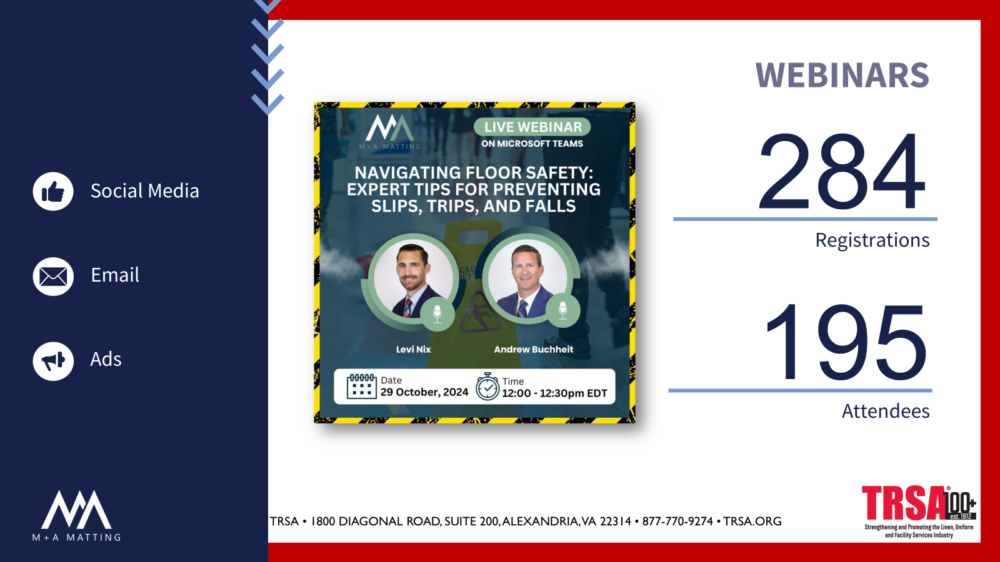 Social Media
Email
Ads
M+A MATTING
M+A MATTING
LIVE WEBINAR
ON MICROSOFT TEAMS
NAVIGATING FLOOR SAFETY:
EXPERT TIPS FOR PREVENTING
SLIPS, TRIPS, AND FALLS
CAU
ET
Levi Nix
Andrew Buchheit
Date
29 October, 2024
Time
12:00 - 12:30pm EDT
WEBINARS
284
Registrations
195
Attendees
TRSA • 1800 DIAGONAL ROAD, SUITE 200, ALEXANDRIA, VA 22314 • 877-770-9274 • TRSA.ORG
TRSA® 100+
est. 1912
Strengthening and Promoting the Linen, Uniform
and Facility Services Industry